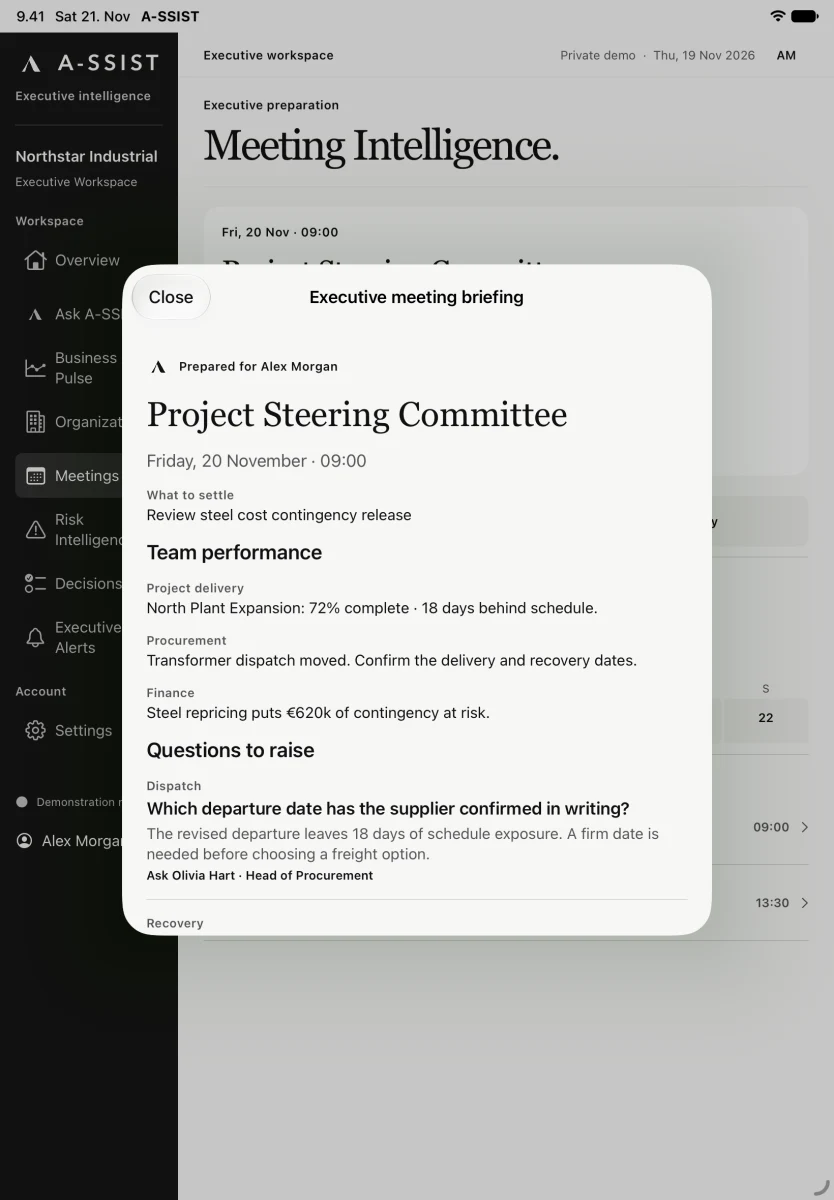 9.41 Sat 21. Nov A-SSIST
A-SSIST
Executive intelligence
Northstar Industrial
Executive Workspace
Workspace
Overview
Ask
Business
Pulse
Meetings
Risk
Decisions
Executive
Alerts
Account
Settings
Demonstration
Alex
Executive workspace
Private demo · Thu, 19 Nov 2026 AM
Executive preparation
Meeting Intelligence.
Fri, 20 Nov · 09:00
Close
Executive meeting briefing
Prepared for Alex Morgan
Project Steering Committee
Friday, 20 November · 09:00
What to settle
Review steel cost contingency release
Team performance
Project delivery
North Plant Expansion: 72% complete · 18 days behind schedule.
Procurement
Transformer dispatch moved. Confirm the delivery and recovery dates.
Finance
Steel repricing puts €620k of contingency at risk.
Questions to raise
Dispatch
Which departure date has the supplier confirmed in writing?
The revised departure leaves 18 days of schedule exposure. A firm date is
needed before choosing a freight option.
Ask Olivia Hart · Head of Procurement
Recovery
S
22
09:00
13:30